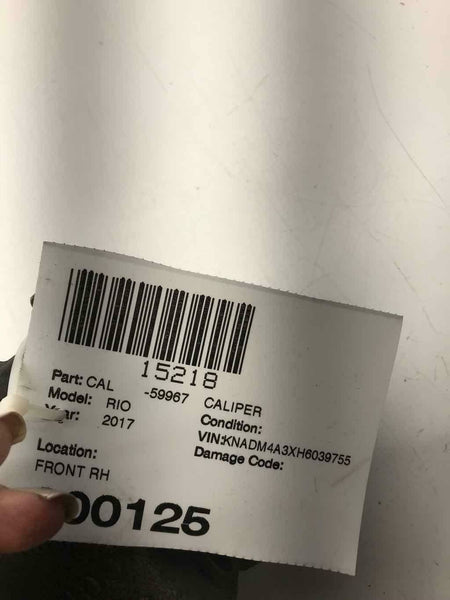 15218
Part: CAL -59967 CALIPER
Model: RIO Condition:
Year: 2017 VIN:KNADM4A3XH6039755
Damage Code:
Location:
FRONT RH
00125